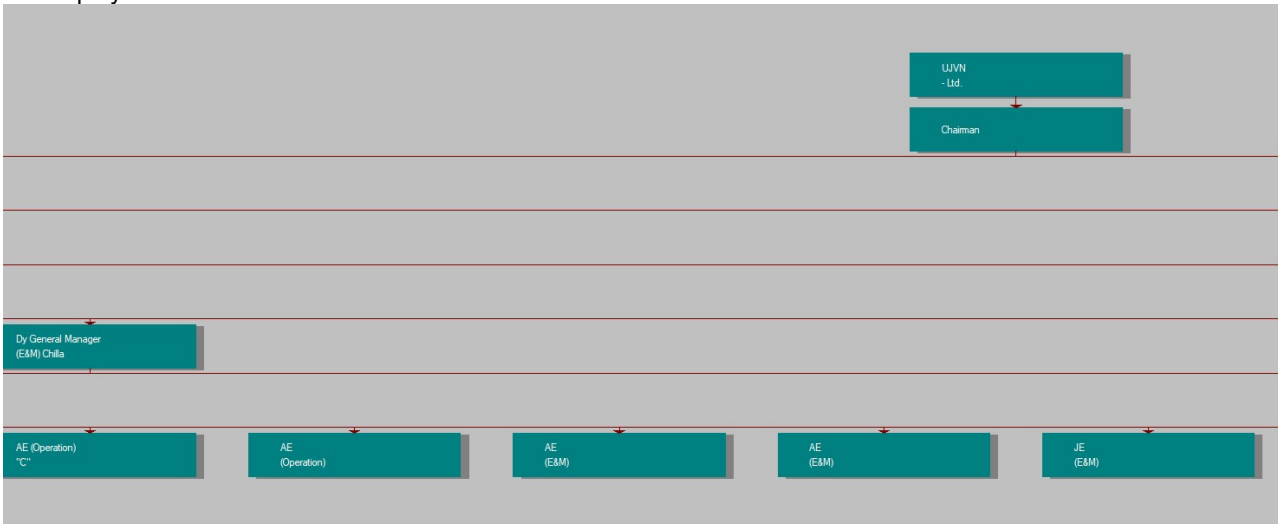 UJVN
- Ltd.
Chairman
Dy General Manager
(E&M) Chilla
AE (Operation)
"C"
AE
(Operation)
AE
(E&M)
AE
(E&M)
JE
(E&M)